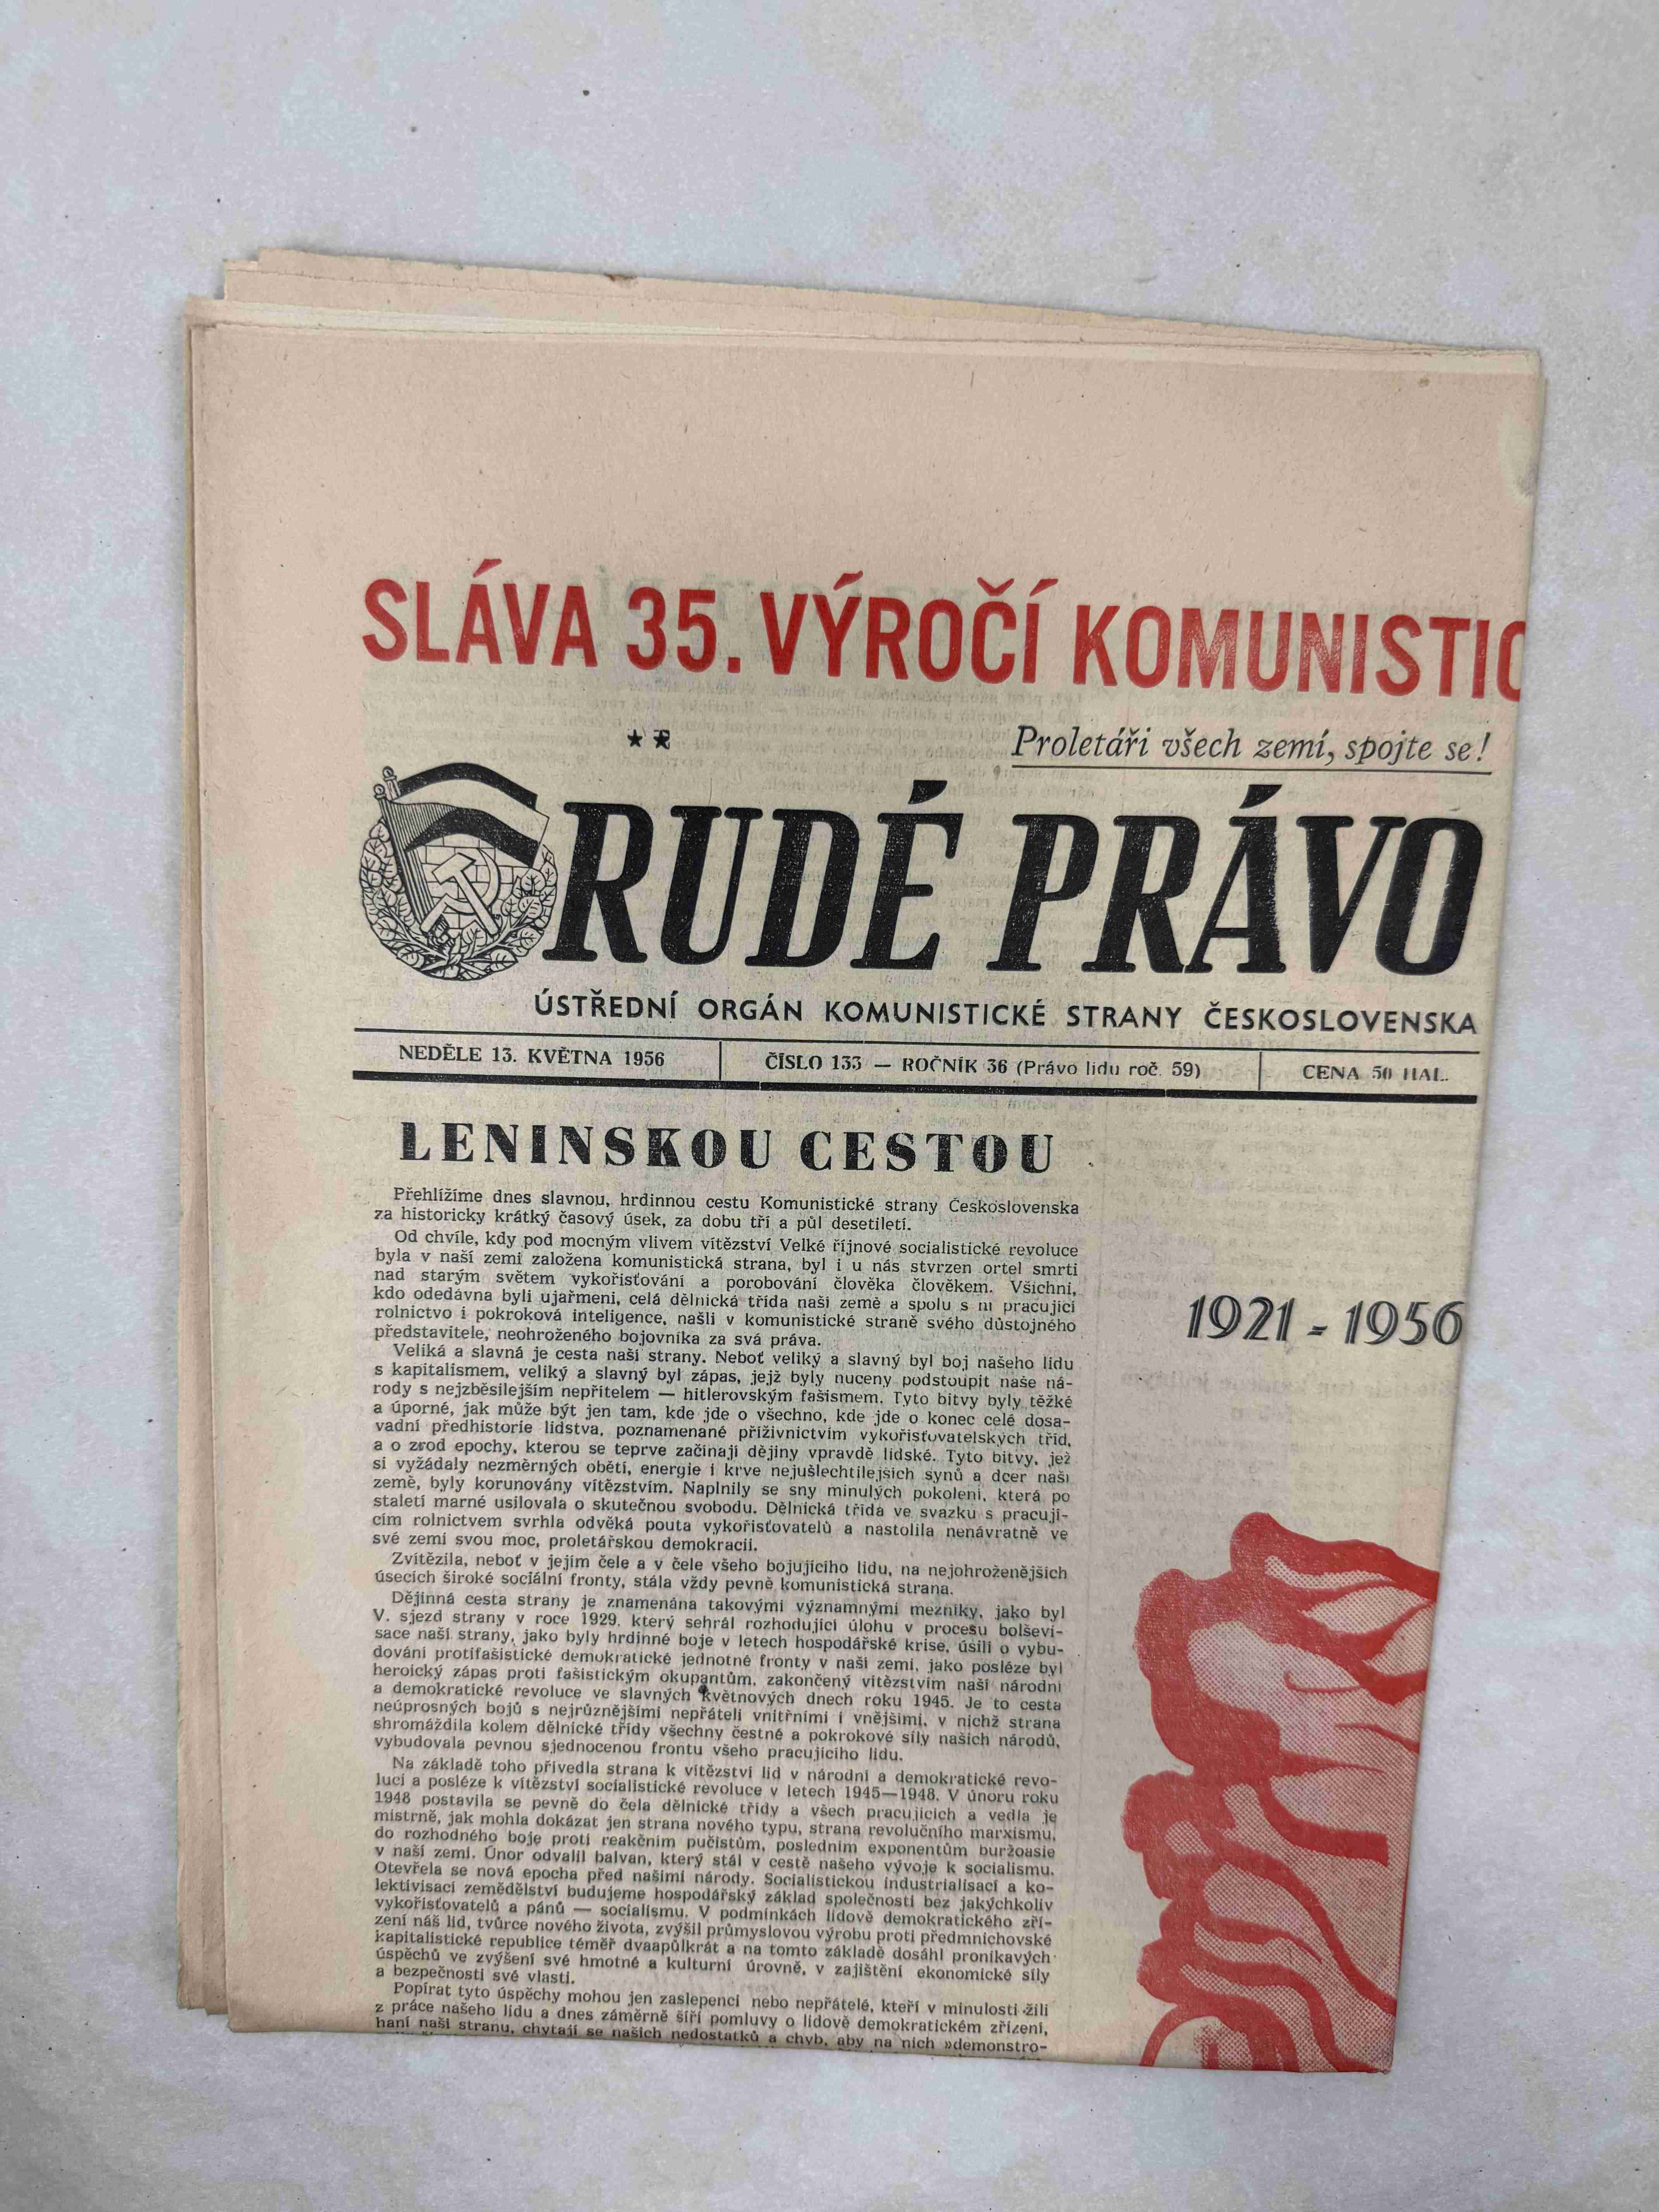 SLÁVA 35. VÝROČÍ KOMUNISTIC
★ ★
Proletáři všech zemí, spojte se!
RUDÉ PRÁVO
ÚSTŘEDNÍ ORGÁN KOMUNISTICKÉ STRANY ČESKOSLOVENSKA
NEDĚLE 13. KVĚTNA 1956
ČÍSLO 133 — ROČNÍK 36 (Právo lidu roč. 59)
CENA 50 HAL.
LENINSKOU CESTOU
Přehlížíme dnes slavnou, hrdinnou cestu Komunistické strany Československa
za historicky krátký časový úsek, za dobu tří a půl desetiletí.
Od chvíle, kdy pod mocným vlivem vítězství Velké říjnové socialistické revoluce
byla v naší zemi založena komunistická strana, byl i u nás stvrzen ortel smrti
nad starým světem vykořisťování a porobování člověka člověkem. Všichni,
kdo odedávna byli ujařmeni, celá dělnická třída naší země a spolu s ní pracující
rolnictvo i pokroková inteligence, našli v komunistické straně svého důstojného
představitele, neohroženého bojovníka za svá práva.
Veliká a slavná je cesta naší strany. Neboť veliký a slavný byl boj našeho lidu
s kapitalismem, veliký a slavný byl zápas, jejž byly nuceny podstoupit naše ná-
rody s nejzběsilejším nepřítelem — hitlerovským fašismem. Tyto bitvy byly těžké
a úporné, jak může být jen tam, kde jde o všechno, kde jde o konec celé dosa-
vadní předhistorie lidstva, poznamenané příživnictvím vykořisťovatelských tříd,
a o zrod epochy, kterou se teprve začínají dějiny vpravdě lidské. Tyto bitvy, jež
si vyžádaly nezměrných obětí, energie i krve nejušlechtilejších synů a dcer naší
země, byly korunovány vítězstvím. Naplnily se sny minulých pokolení, která po
staletí marně usilovala o skutečnou svobodu. Dělnická třída ve svazku s pracují-
cím rolnictvem svrhla odvěká pouta vykořisťovatelů a nastolila nenávratně ve
své zemi svou moc, proletářskou demokracii.
Zvítězila, neboť v jejím čele a v čele všeho bojujícího lidu, na nejohroženějších
úsecích široké sociální fronty, stála vždy pevně komunistická strana.
Dějinná cesta strany je znamenána takovými významnými mezníky, jako byl
V. sjezd strany v roce 1929, který sehrál rozhodující úlohu v procesu bolševi-
sace naší strany, jako byly hrdinné boje v letech hospodářské krise, úsilí o vybu-
dování protifašistické demokratické jednotné fronty v naší zemi, jako posléze byl
heroický zápas proti fašistickým okupantům, zakončený vítězstvím naší národní
a demokratické revoluce ve slavných květnových dnech roku 1945. Je to cesta
neúprosných bojů s nejrůznějšími nepřáteli vnitřními i vnějšími, v nichž strana
shromáždila kolem dělnické třídy všechny čestné a pokrokové síly našich národů,
vybudovala pevnou sjednocenou frontu všeho pracujícího lidu.
Na základě toho přivedla strana k vítězství lid v národní a demokratické revo-
luci a posléze k vítězství socialistické revoluce v letech 1945—1948. V únoru roku
1948 postavila se pevně do čela dělnické třídy a všech pracujících a vedla je
mistrně, jak mohla dokázat jen strana nového typu, strana revolučního marxismu,
do rozhodného boje proti reakčním pučistům, posledním exponentům buržoasie
v naší zemi. Únor odvalil balvan, který stál v cestě našeho vývoje k socialismu.
Otevřela se nová epocha před našimi národy. Socialistickou industrialisací a ko-
lektivisací zemědělství budujeme hospodářský základ společnosti bez jakýchkoliv
vykořisťovatelů a pánů — socialismu. V podmínkách lidově demokratického zří-
zení náš lid, tvůrce nového života, zvýšil průmyslovou výrobu proti předmnichovské
kapitalistické republice téměř dvaapůlkrát a na tomto základě dosáhl pronikavých
úspěchů ve zvýšení své hmotné a kulturní úrovně, v zajištění ekonomické síly
a bezpečnosti své vlasti.
Popírat tyto úspěchy mohou jen zaslepenci nebo nepřátelé, kteří v minulosti žili
z práce našeho lidu a dnes záměrně šíří pomluvy o lidově demokratickém zřízení,
haní naši stranu, chytají se našich nedostatků a chyb, aby na nich »demonstro-
1921 - 1956